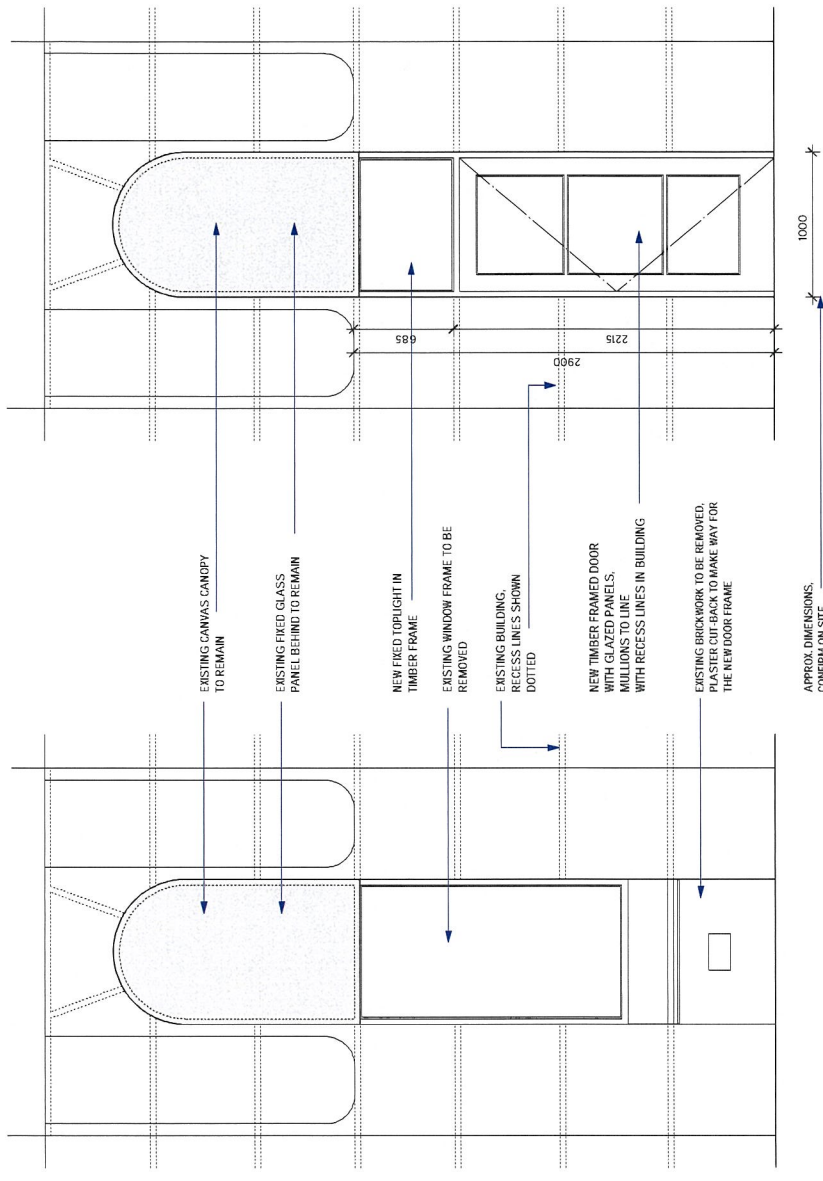 EXISTING CANVAS CANOPY
TO REMAIN
EXISTING FIXED GLASS
PANEL BEHIND TO REMAIN
NEW FIXED TOPLIGHT IN
TIMBER FRAME
EXISTING WINDOW FRAME TO BE
REMOVED
EXISTING BUILDING,
RECESS LINES SHOWN
DOTTED
NEW TIMBER FRAMED DOOR
WITH GLAZED PANELS,
MULLIONS TO LINE
WITH RECESS LINES IN BUILDING
EXISTING BRICKWORK TO BE REMOVED,
PLASTER CUT-BACK TO MAKE WAY FOR
THE NEW DOOR FRAME
APPROX. DIMENSIONS,
CONFIRM ON SITE
685
2215
2900
1000